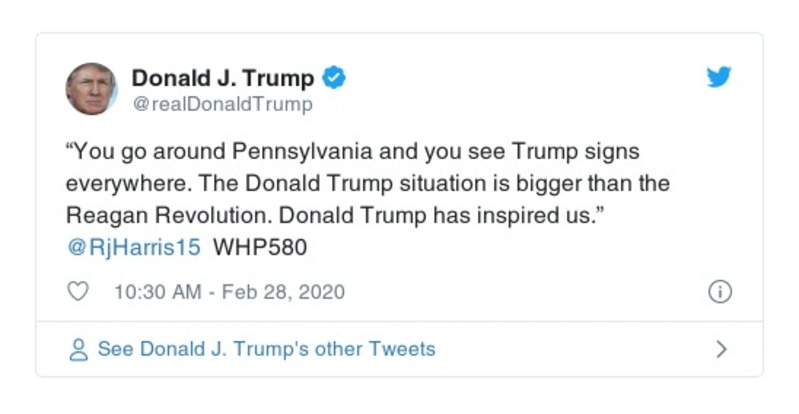 Donald J. Trump
@realDonaldTrump
“You go around Pennsylvania and you see Trump signs
everywhere. The Donald Trump situation is bigger than the
Reagan Revolution. Donald Trump has inspired us.”
@RjHarris15 WHP580
10:30 AM - Feb 28, 2020
See Donald J. Trump's other Tweets